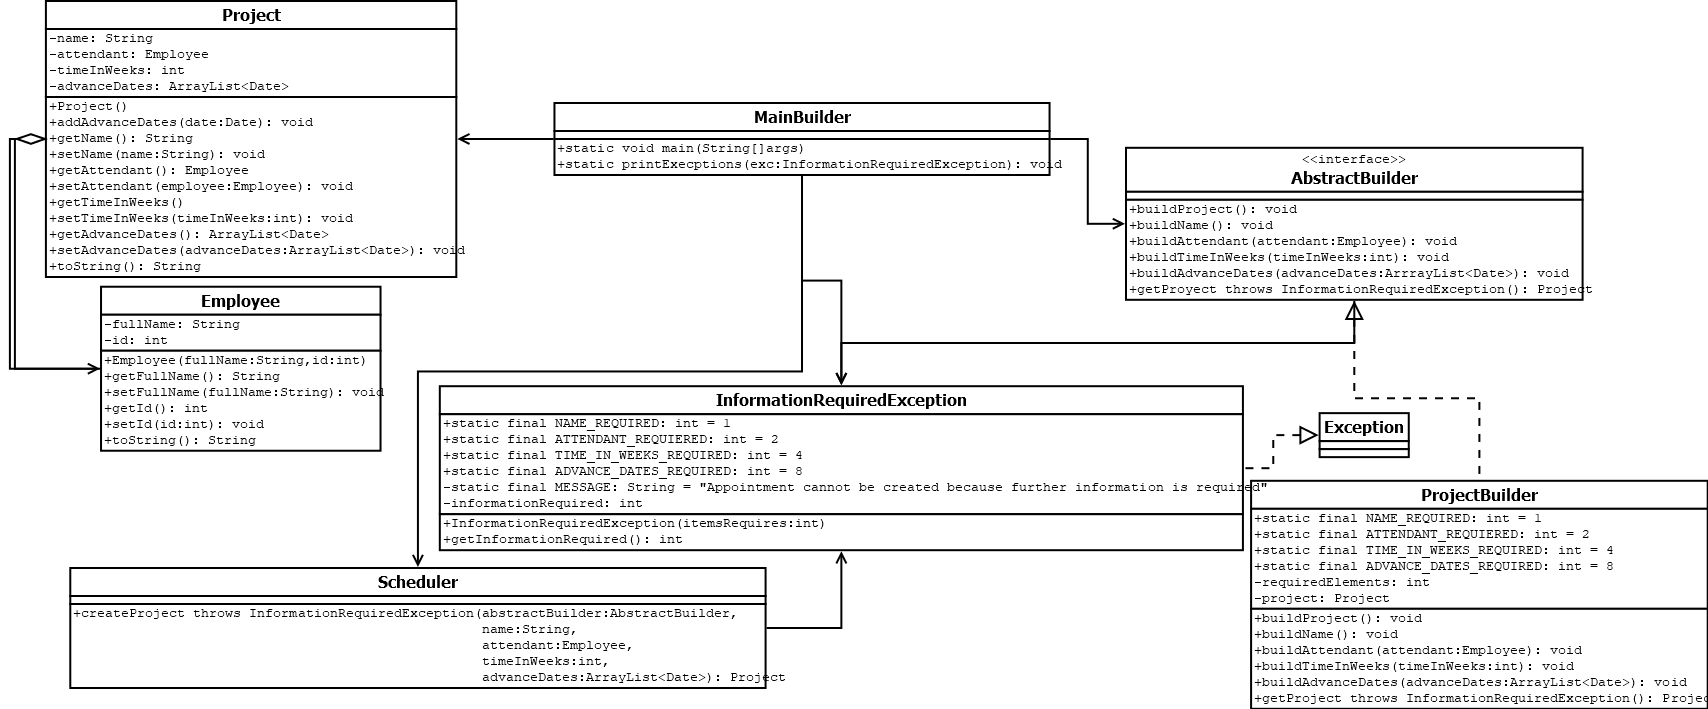 Project
-name: String
-attendant: Employee
-timeInWeeks: int
-advanceDates: ArrayList<Date>
+Project()
+addAdvanceDates(date:Date): void
+getName(): String
+setName(name:String): void
+getAttendant(): Employee
+setAttendant(employee:Employee): void
+getTimeInWeeks()
+setTimeInWeeks(timeInWeeks:int): void
+getAdvanceDates(): ArrayList<Date>
+setAdvanceDates(advanceDates:ArrayList<Date>): void
+toString(): String
Employee
-fullName: String
-id: int
+Employee(fullName:String,id:int)
+getFullName(): String
+setFullName(fullName:String): void
+getId(): int
+setId(id:int): void
+toString(): String
MainBuilder
+static void main(String[]args)
+static printExecptions(exc:InformationRequiredException): void
<<interface>>
AbstractBuilder
+buildProject(): void
+buildName(): void
+buildAttendant(attendant:Employee): void
+buildTimeInWeeks(timeInWeeks:int): void
+buildAdvanceDates(advanceDates:ArrrayList<Date>): void
+getProyect throws InformationRequiredException(): Project
InformationRequiredException
+static final NAME_REQUIRED: int = 1
+static final ATTENDANT_REQUIERED: int = 2
+static final TIME_IN_WEEKS_REQUIRED: int = 4
+static final ADVANCE_DATES_REQUIRED: int = 8
-static final MESSAGE: String = "Appointment cannot be created because further information is required"
-informationRequired: int
+InformationRequiredException(itemsRequires:int)
+getInformationRequired(): int
Exception
Scheduler
+createProject throws InformationRequiredException(abstractBuilder:AbstractBuilder,
name:String,
attendant:Employee,
timeInWeeks:int,
advanceDates:ArrayList<Date>): Project
ProjectBuilder
+static final NAME_REQUIRED: int = 1
+static final ATTENDANT_REQUIERED: int = 2
+static final TIME_IN_WEEKS_REQUIRED: int = 4
+static final ADVANCE_DATES_REQUIRED: int = 8
-requiredElements: int
-project: Project
+buildProject(): void
+buildName(): void
+buildAttendant(attendant:Employee): void
+buildTimeInWeeks(timeInWeeks:int): void
+buildAdvanceDates(advanceDates:ArrayList<Date>): void
+getProject throws InformationRequiredException(): Projec